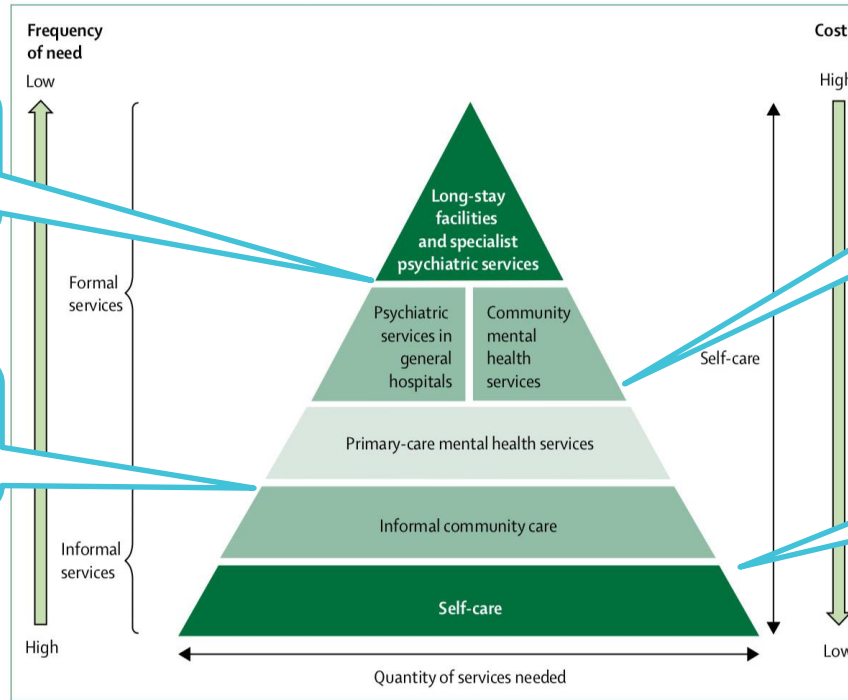 Frequency
of need
Low
Cost
High
Long-stay
facilities
and specialist
psychiatric services
Formal
services
Psychiatric
services in
general
hospitals
Community
mental
health
services
Self-care
Primary-care mental health services
Informal community care
Informal
services
Self-care
High
Low
Quantity of services needed